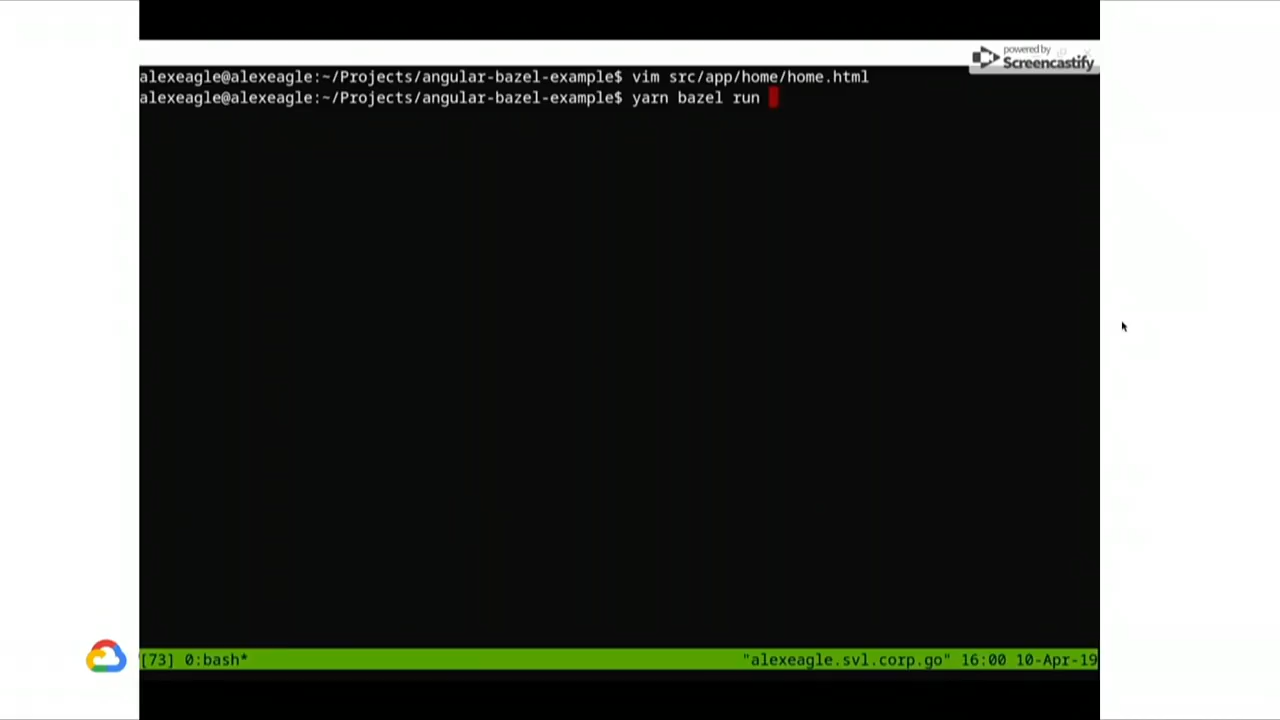 powered by
Screencastify
alexeagle@alexeagle:~/Projects/angular-bazel-example$ vim src/app/home/home.html
alexeagle@alexeagle:~/Projects/angular-bazel-example$ yarn bazel run
[73] 0:bash* "alexeagle.svl.corp.go" 16:00 10-Apr-19